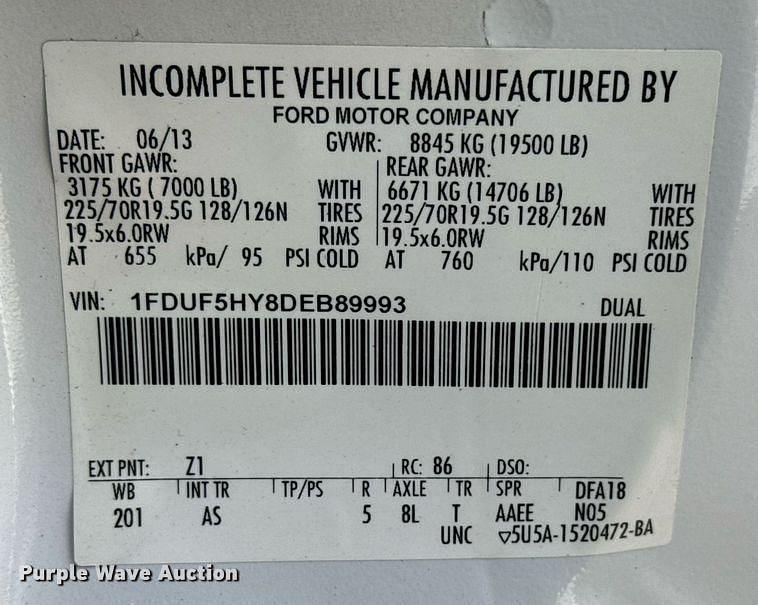 INCOMPLETE VEHICLE MANUFACTURED BY
FORD MOTOR COMPANY
DATE: 06/13 GVWR: 8845 KG (19500 LB)
FRONT GAWR: REAR GAWR:
3175 KG ( 7000 LB) WITH 6671 KG (14706 LB) WITH
225/70R19.5G 128/126N TIRES 225/70R19.5G 128/126N TIRES
19.5x6.0RW RIMS 19.5x6.0RW RIMS
AT 655 kPa/ 95 PSI COLD AT 760 kPa/110 PSI COLD
VIN: 1FDUF5HY8DEB89993 DUAL
EXT PNT: Z1 RC: 86 DSO:
WB INT TR TP/PS R AXLE TR SPR DFA18
201 AS 5 8L T AAEE N05
UNC ▽5U5A-1520472-BA
Purple Wave Auction